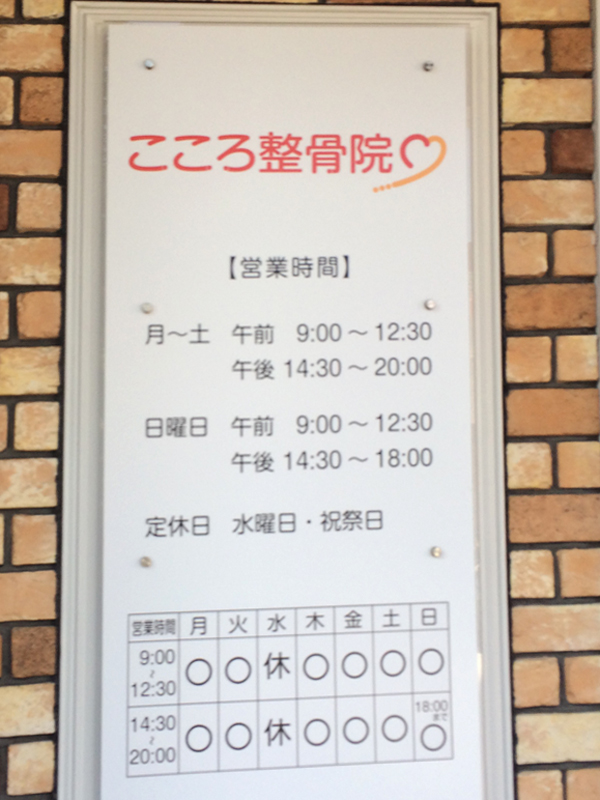 こころ整骨院
【営業時間】
月〜土 午前 9:00 〜 12:30
午後 14:30 〜 20:00
日曜日 午前 9:00 〜 12:30
午後 14:30 〜 18:00
定休日 水曜日・祝祭日
営業時間 月 火 水 木 金 土 日
9:00〜12:30 ○ ○ 休 ○ ○ ○ ○
14:30〜20:00 ○ ○ 休 ○ ○ ○ 18:00まで ○